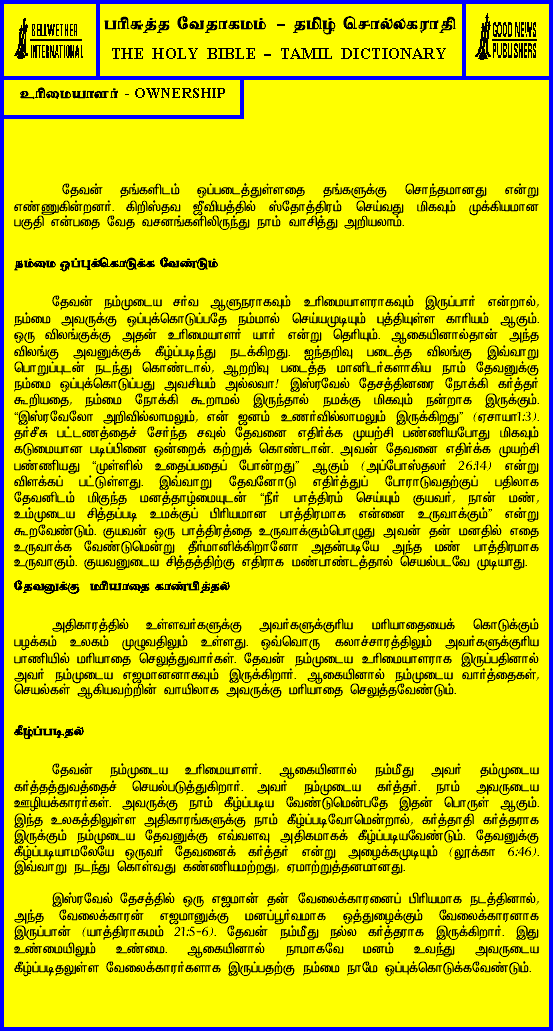 BELLWETHER
INTERNATIONAL
பரிசுத்த வேதாகமம் – தமிழ் சொல்லகராதி
THE HOLY BIBLE – TAMIL DICTIONARY
GOOD NEWS
PUBLISHERS
உரிமையாளர் - OWNERSHIP
தேவன் தங்களிடம் ஒப்படைத்துள்ளதை தங்களுக்கு சொந்தமானது என்று
எண்ணுகின்றனர். கிறிஸ்தவ ஜீவியத்தில் ஸ்தோத்திரம் செய்வது மிகவும் முக்கியமான
பகுதி என்பதை வேத வசனங்களிலிருந்து நாம் வாசித்து அறியலாம்.
நம்மை ஒப்புக்கொடுக்க வேண்டும்
தேவன் நம்முடைய சர்வ ஆளுநராகவும் உரிமையாளராகவும் இருப்பார் என்றால்,
நம்மை அவருக்கு ஒப்புக்கொடுப்பதே நம்மால் செய்யமுடியும் புத்தியுள்ள காரியம் ஆகும்.
ஒரு விலங்குக்கு அதன் உரிமையாளர் யார் என்று தெரியும். ஆகையினால்தான் அந்த
விலங்கு அவனுக்குக் கீழ்ப்படிந்து நடக்கிறது. ஐந்தறிவு படைத்த விலங்கு இவ்வாறு
பொறுப்புடன் நடந்து கொண்டால், ஆறறிவு படைத்த மானிடர்களாகிய நாம் தேவனுக்கு
நம்மை ஒப்புக்கொடுப்பது அவசியம் அல்லவா! இஸ்ரவேல் தேசத்தினரை நோக்கி கர்த்தர்
கூறியதை, நம்மை நோக்கி கூறாமல் இருந்தால் நமக்கு மிகவும் நன்றாக இருக்கும்.
“இஸ்ரவேலோ அறிவில்லாமலும், என் ஜனம் உணர்வில்லாமலும் இருக்கிறது” (ஏசாயா1:3).
தர்சீசு பட்டணத்தைச் சேர்ந்த சவுல் தேவனை எதிர்க்க முயற்சி பண்ணியபோது மிகவும்
கடுமையான படிப்பினை ஒன்றைக் கற்றுக் கொண்டான். அவன் தேவனை எதிர்க்க முயற்சி
பண்ணியது “முள்ளில் உதைப்பதைப் போன்றது” ஆகும் (அப்போஸ்தலர் 26:14) என்று
விளக்கப் பட்டுள்ளது. இவ்வாறு தேவனோடு எதிர்த்துப் போராடுவதற்குப் பதிலாக
தேவனிடம் மிகுந்த மனத்தாழ்மையுடன் “நீர் பாத்திரம் செய்யும் குயவர், நான் மண்,
உம்முடைய சித்தப்படி உமக்குப் பிரியமான பாத்திரமாக என்னை உருவாக்கும்” என்று
கூறவேண்டும். குயவன் ஒரு பாத்திரத்தை உருவாக்கும்பொழுது அவன் தன் மனதில் எதை
உருவாக்க வேண்டுமென்று தீர்மானிக்கிறானோ அதன்படியே அந்த மண் பாத்திரமாக
உருவாகும். குயவனுடைய சித்தத்திற்கு எதிராக மண்பாண்டத்தால் செயல்படவே முடியாது.
தேவனுக்கு மரியாதை காண்பித்தல்
அதிகாரத்தில் உள்ளவர்களுக்கு அவர்களுக்குரிய மரியாதையைக் கொடுக்கும்
பழக்கம் உலகம் முழுவதிலும் உள்ளது. ஒவ்வொரு கலாச்சாரத்திலும் அவர்களுக்குரிய
பாணியில் மரியாதை செலுத்துவார்கள். தேவன் நம்முடைய உரிமையாளராக இருப்பதினால்
அவர் நம்முடைய எஜமானனாகவும் இருக்கிறார். ஆகையினால் நம்முடைய வார்த்தைகள்,
செயல்கள் ஆகியவற்றின் வாயிலாக அவருக்கு மரியாதை செலுத்தவேண்டும்.
கீழ்ப்படிதல்
தேவன் நம்முடைய உரிமையாளர். ஆகையினால் நம்மீது அவர் தம்முடைய
கர்த்தத்துவத்தைச் செயல்படுத்துகிறார். அவர் நம்முடைய கர்த்தர். நாம் அவருடைய
ஊழியக்காரர்கள். அவருக்கு நாம் கீழ்ப்படிய வேண்டுமென்பதே இதன் பொருள் ஆகும்.
இந்த உலகத்திலுள்ள அதிகாரங்களுக்கு நாம் கீழ்ப்படிவோமென்றால், கர்த்தாதி கர்த்தராக
இருக்கும் நம்முடைய தேவனுக்கு எவ்வளவு அதிகமாகக் கீழ்ப்படியவேண்டும். தேவனுக்கு
கீழ்ப்படியாமலேயே ஒருவர் தேவனைக் கர்த்தர் என்று அழைக்கமுடியும் (லூக்கா 6:46).
இவ்வாறு நடந்து கொள்வது கண்ணியமற்றது, ஏமாற்றுத்தனமானது.
இஸ்ரவேல் தேசத்தில் ஒரு எஜமான் தன் வேலைக்காரனைப் பிரியமாக நடத்தினால்,
அந்த வேலைக்காரன் எஜமானுக்கு மனப்பூர்வமாக ஒத்துழைக்கும் வேலைக்காரனாக
இருப்பான் (யாத்திராகமம் 21:5-6). தேவன் நம்மீது நல்ல கர்த்தராக இருக்கிறார். இது
உண்மையிலும் உண்மை. ஆகையினால் நாமாகவே மனம் உவந்து அவருடைய
கீழ்ப்படிதலுள்ள வேலைக்காரர்களாக இருப்பதற்கு நம்மை நாமே ஒப்புக்கொடுக்கவேண்டும்.